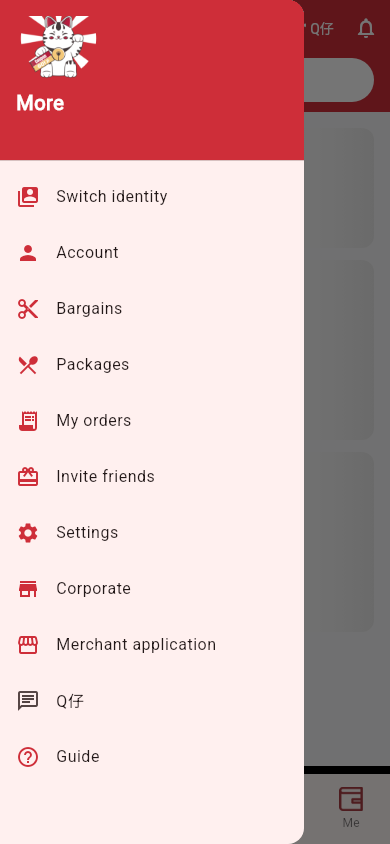 Q仔
More
Switch identity
Account
Bargains
Packages
My orders
Invite friends
Settings
Corporate
Merchant application
Q仔
Guide
Me